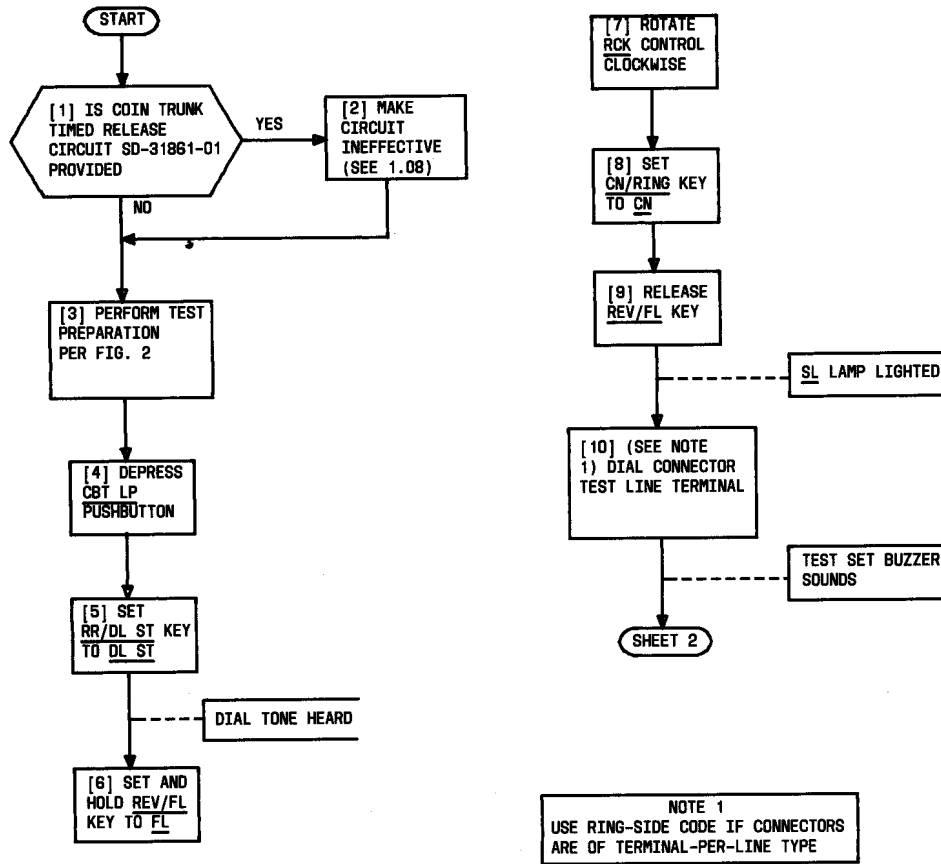 START
[1] IS COIN TRUNK
TIMED RELEASE
CIRCUIT SD-31861-01
PROVIDED
YES
[2] MAKE
CIRCUIT
INEFFECTIVE
(SEE 1.08)
NO
[3] PERFORM TEST
PREPARATION
PER FIG. 2
[4] DEPRESS
CBT LP
PUSHBUTTON
[5] SET
RR/DL ST KEY
TO DL ST
DIAL TONE HEARD
[6] SET AND
HOLD REV/FL
KEY TO FL
[7] ROTATE
RCK CONTROL
CLOCKWISE
[8] SET
CN/RING KEY
TO CN
[9] RELEASE
REV/FL KEY
SL LAMP LIGHTED
[10] (SEE NOTE
1) DIAL CONNECTOR
TEST LINE TERMINAL
TEST SET BUZZER
SOUNDS
SHEET 2
NOTE 1
USE RING-SIDE CODE IF CONNECTORS
ARE OF TERMINAL-PER-LINE TYPE